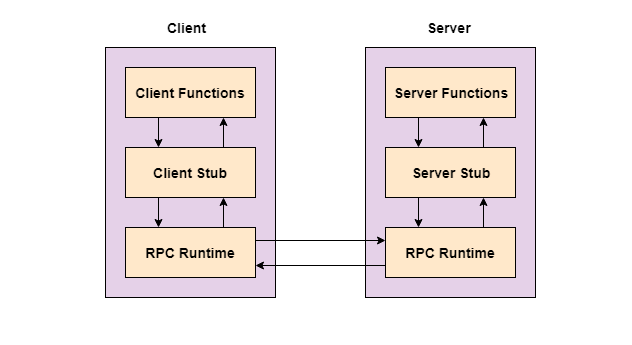 Client
Server
Client Functions
Server Functions
Client Stub
Server Stub
RPC Runtime
RPC Runtime